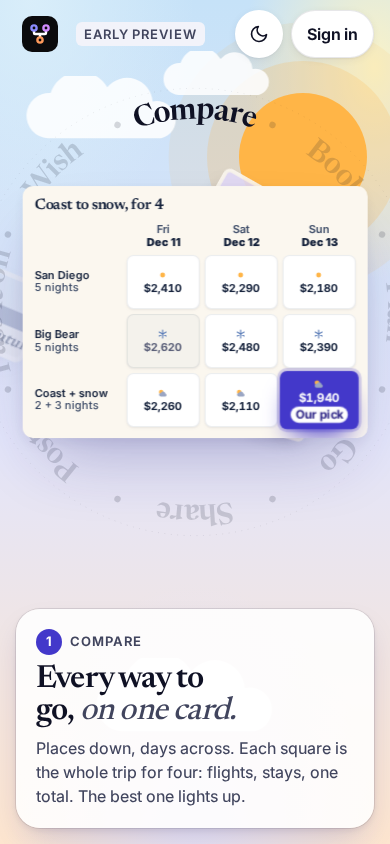 EARLY PREVIEW
Sign in
Compare
Wish
Coast to snow, for 4
Fri Sat Sun
Dec 11 Dec 12 Dec 13
San Diego
5 nights
$2,410 $2,290 $2,180
Big Bear
5 nights
$2,620 $2,480 $2,390
Coast + snow
2 + 3 nights
$2,260 $2,110 $1,940
Our pick
Post
Go
Share
1 COMPARE
Every way to
go, on one card.
Places down, days across. Each square is
the whole trip for four: flights, stays, one
total. The best one lights up.